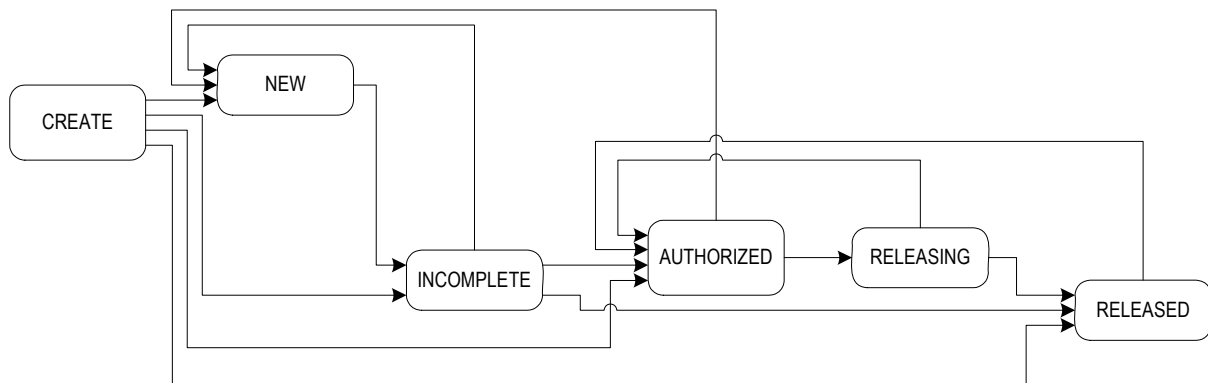 NEW
CREATE
AUTHORIZED
RELEASING
INCOMPLETE
RELEASED